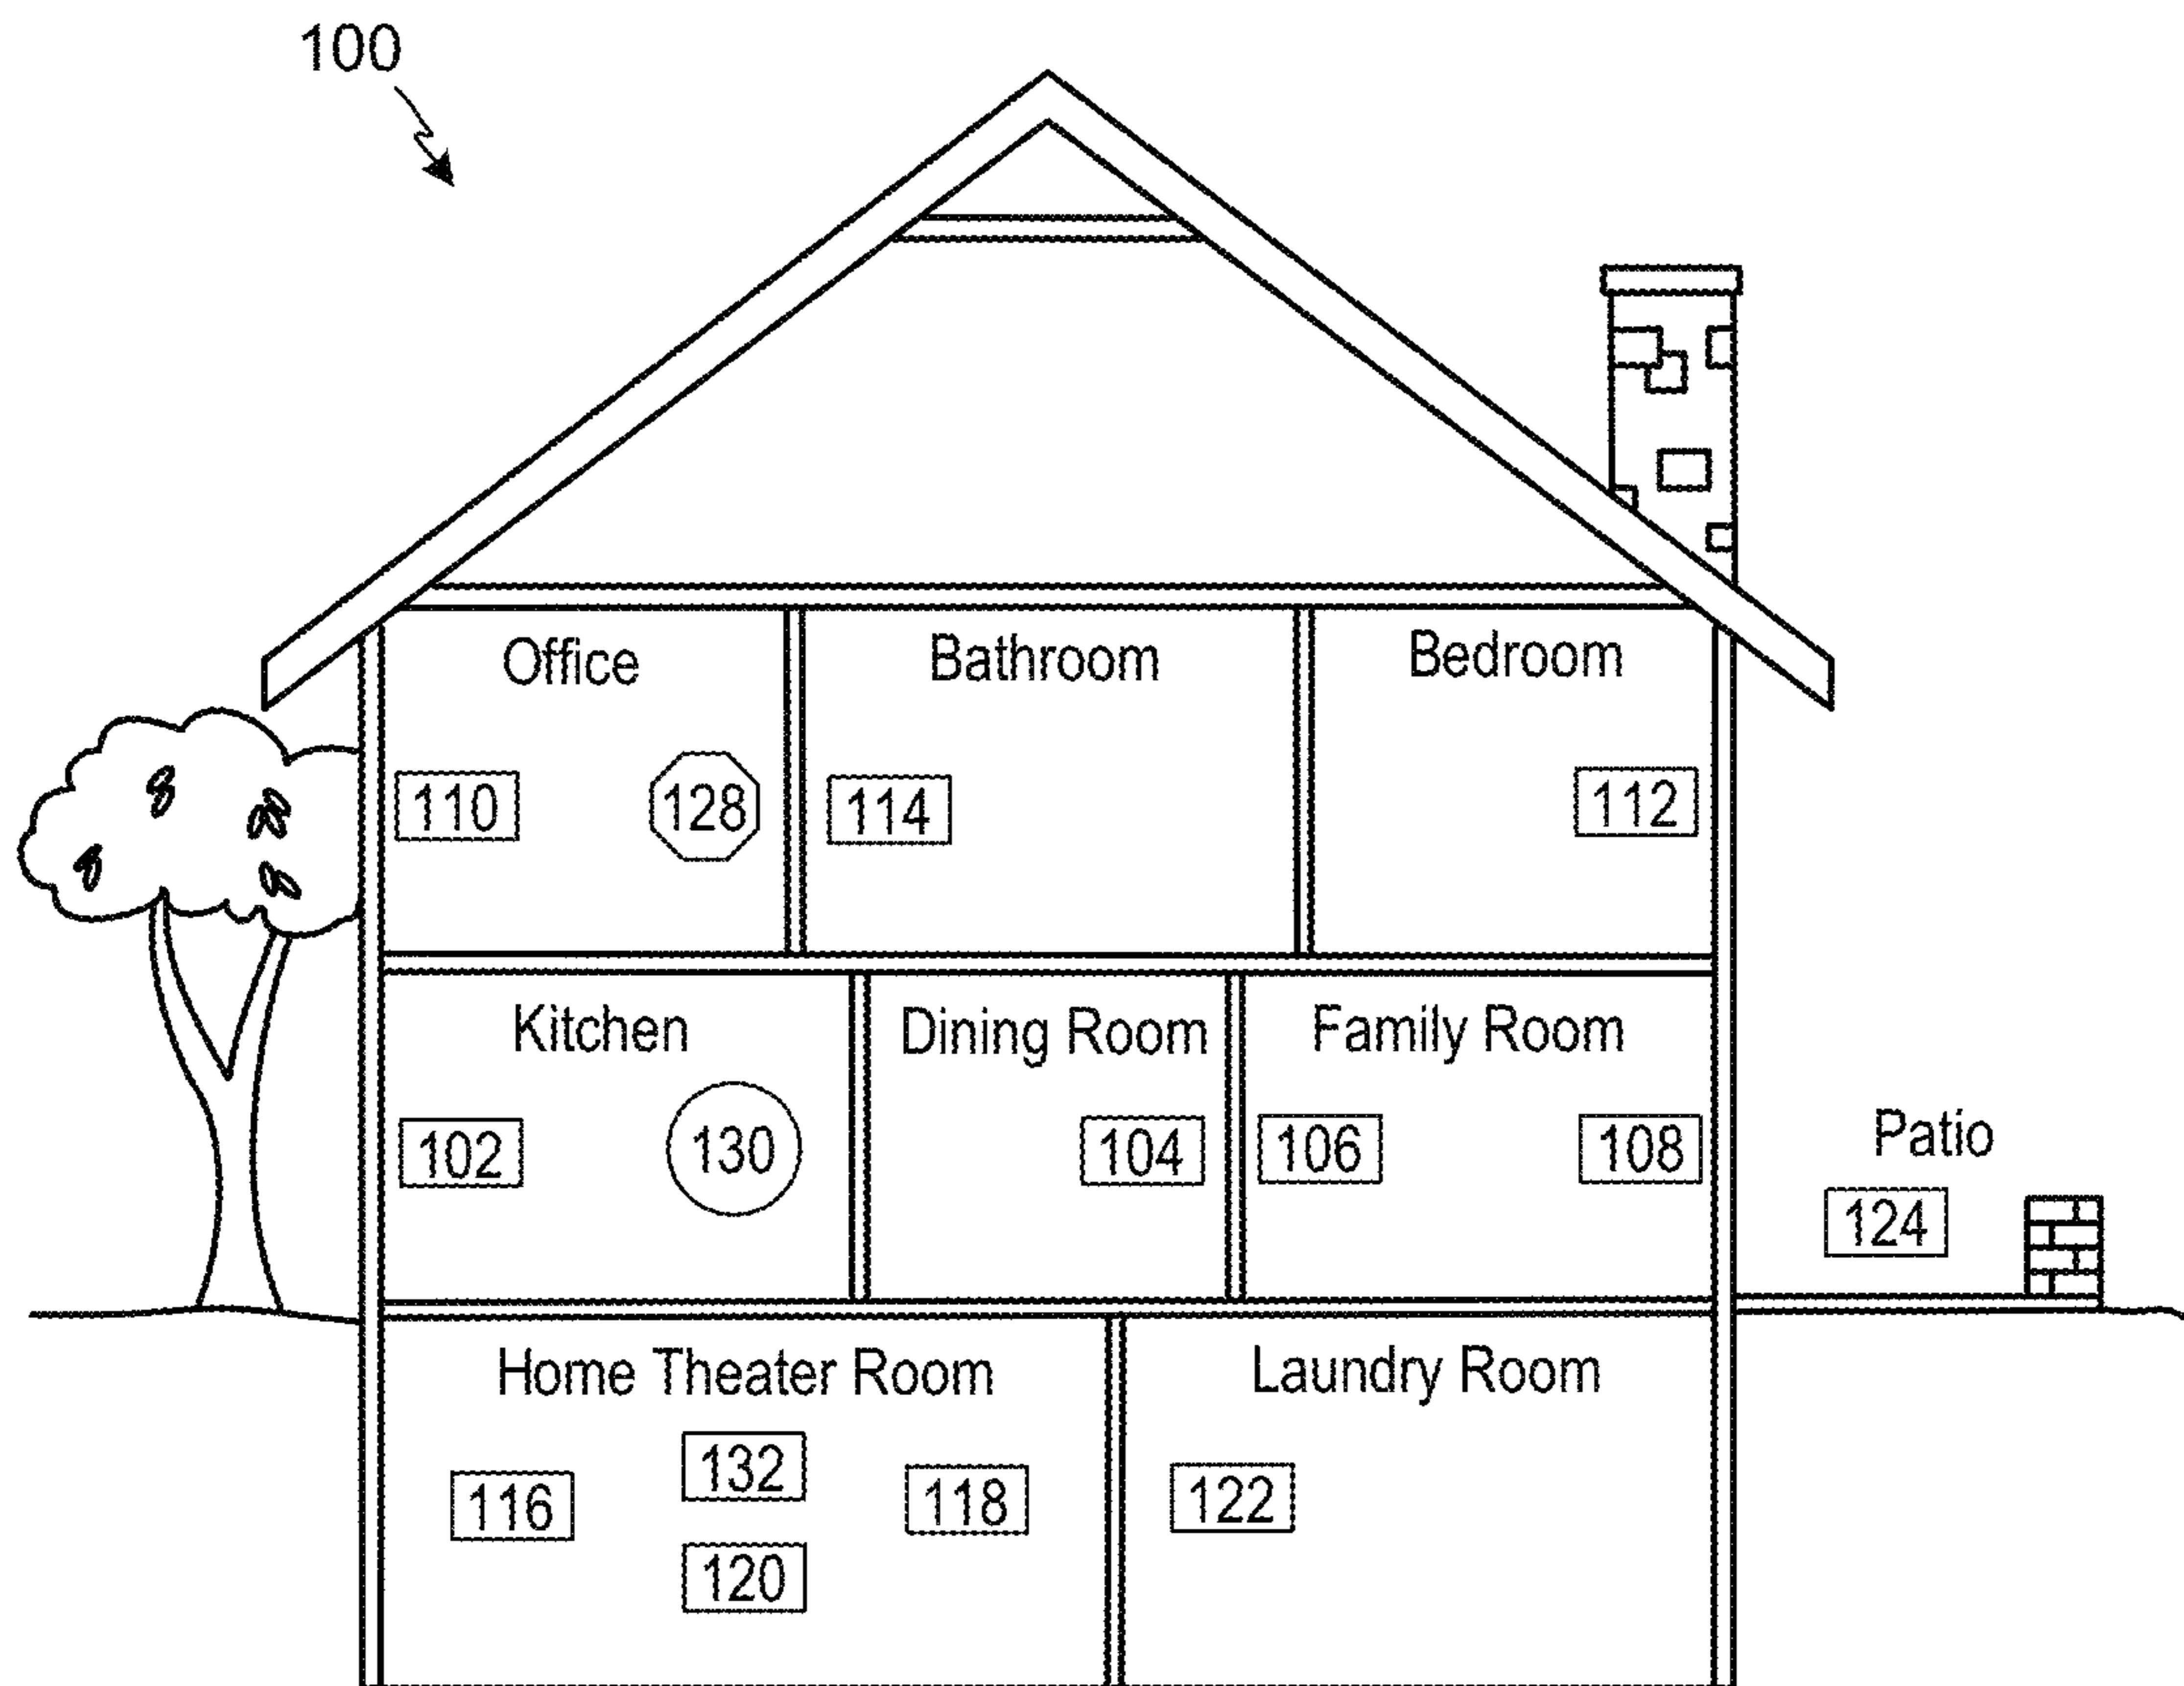 100
Office
Bathroom
Bedroom
110
128
114
112
Kitchen
Dining Room
Family Room
102
130
104
106
108
Patio
124
Home Theater Room
Laundry Room
116
132
118
120
122